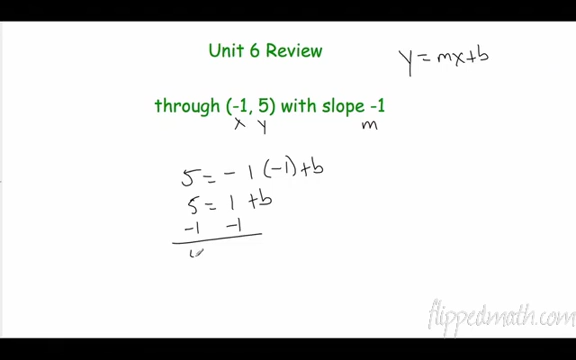 Unit 6 Review
y = mx+b
through (-1, 5) with slope -1
x y m
5 = -1 (-1) +b
5 = 1 +b
-1 -1
flippedmath.com